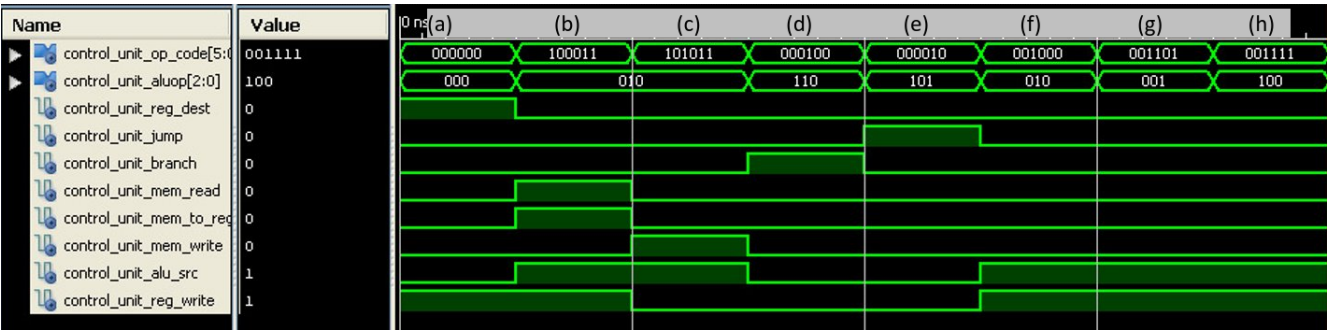 Name Value 0 ns (a) (b) (c) (d) (e) (f) (g) (h)
control_unit_op_code[5:0 001111 000000 100011 101011 000100 000010 001000 001101 001111
control_unit_aluop[2:0] 100 000 010 110 101 010 001 100
control_unit_reg_dest 0
control_unit_jump 0
control_unit_branch 0
control_unit_mem_read 0
control_unit_mem_to_reg 0
control_unit_mem_write 0
control_unit_alu_src 1
control_unit_reg_write 1